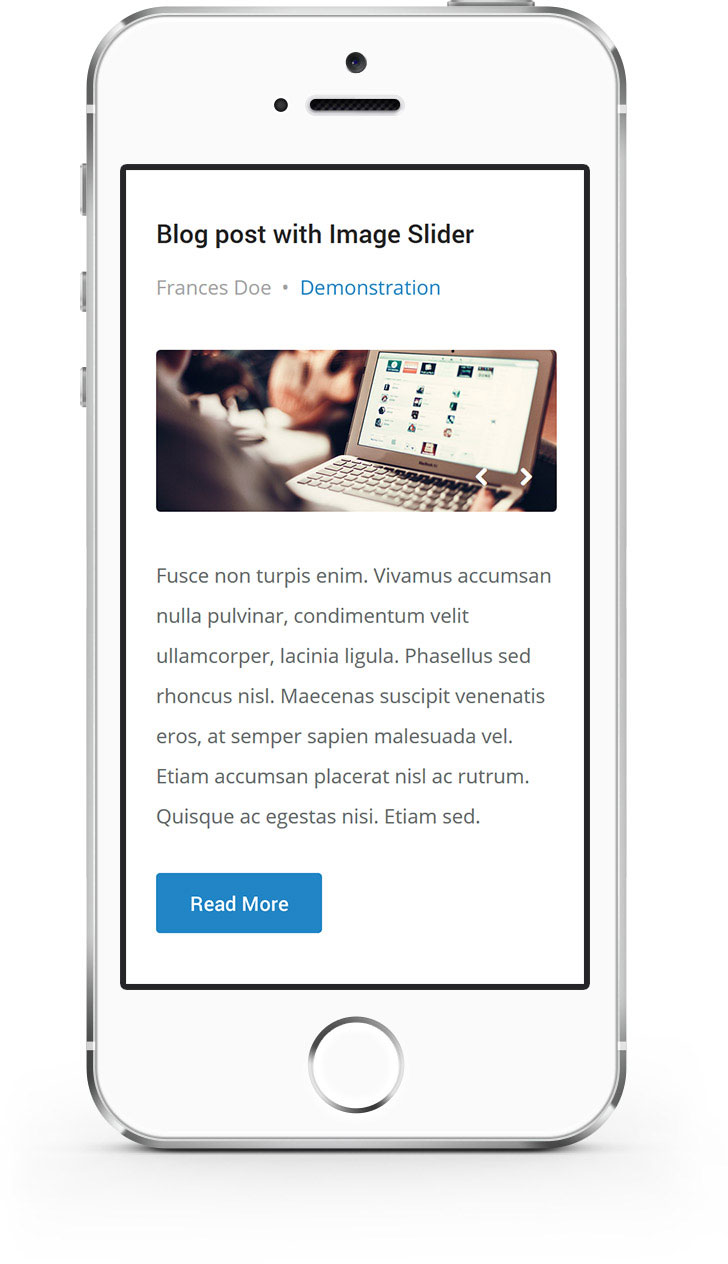 Blog post with Image Slider
Frances Doe • Demonstration
Fusce non turpis enim. Vivamus accumsan
nulla pulvinar, condimentum velit
ullamcorper, lacinia ligula. Phasellus sed
rhoncus nisl. Maecenas suscipit venenatis
eros, at semper sapien malesuada vel.
Etiam accumsan placerat nisl ac rutrum.
Quisque ac egestas nisi. Etiam sed.
Read More